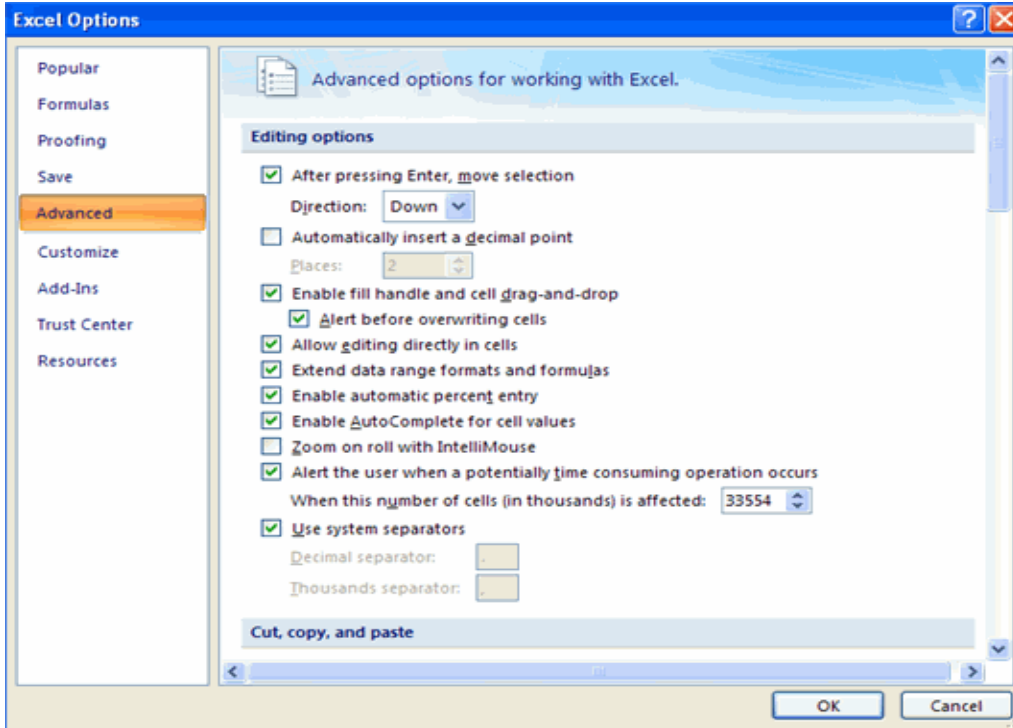 Excel Options
Popular
Formulas
Proofing
Save
Advanced
Customize
Add-Ins
Trust Center
Resources
Advanced options for working with Excel.
Editing options
After pressing Enter, move selection
Direction: Down
Automatically insert a decimal point
Places: 2
Enable fill handle and cell drag-and-drop
Alert before overwriting cells
Allow editing directly in cells
Extend data range formats and formulas
Enable automatic percent entry
Enable AutoComplete for cell values
Zoom on roll with IntelliMouse
Alert the user when a potentially time consuming operation occurs
When this number of cells (in thousands) is affected: 33554
Use system separators
Decimal separator: .
Thousands separator: ,
Cut, copy, and paste
OK Cancel